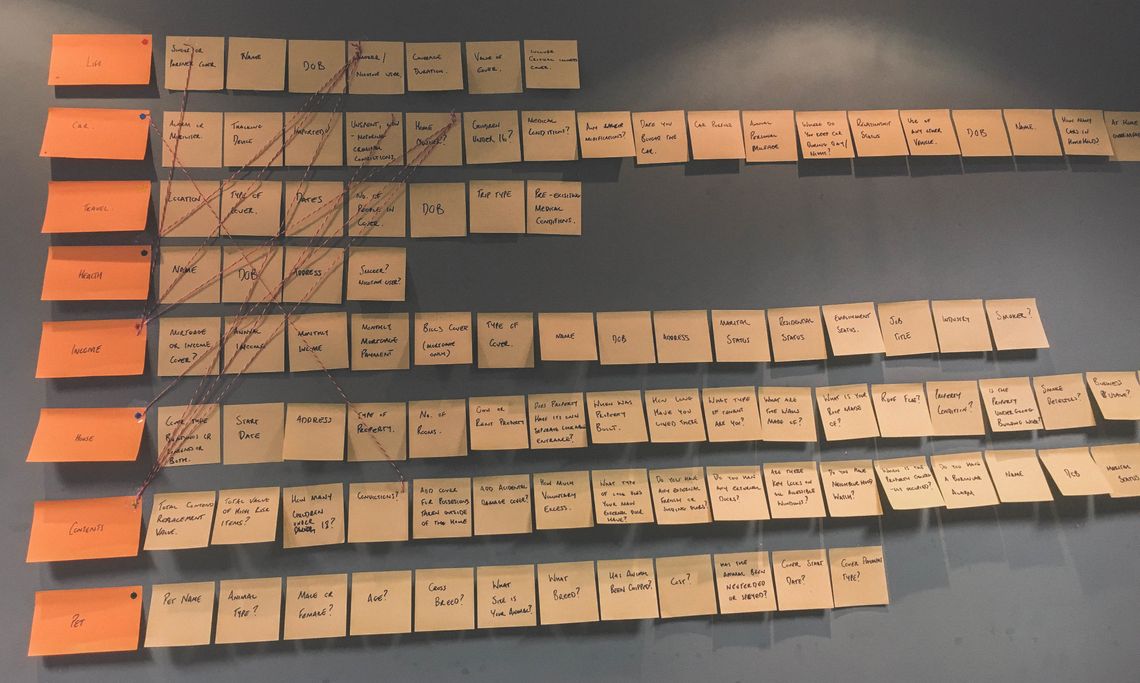 LIFE
SINGLE OR
PARTNER COVER
NAME
DOB
SMOKER/
NICOTINE USER.
COVERAGE
DURATION.
VALUE OF
COVER.
INCLUDE
CRITICAL ILLNESS
COVER.
CAR.
ALARM OR
IMMOBILISER.
TRACKING
DEVICE
IMPORTED?
UNSPENT, NON
- MOTORING
CRIMINAL
CONVICTIONS.
HOME
OWNER?
CHILDREN
UNDER 16?
MEDICAL
CONDITIONS?
ANY
MODIFICATIONS?
DATE YOU
BOUGHT THE
CAR.
CAR
ANNUAL
PERSONAL
MILEAGE
WHERE DO
YOU KEEP CAR
DURING DAY/
NIGHT?
RELATIONSHIP
STATUS
USE OF
ANY OTHER
VEHICLE.
DOB
NAME.
HOW MANY
CARS IN
HOUSEHOLD?
AT HOME
TRAVEL.
LOCATION
TYPE OF
COVER.
DATES
NO. OF
PEOPLE IN
COVER.
DOB
TRIP TYPE
PRE-EXISTING
MEDICAL
CONDITIONS.
HEALTH
NAME
DOB
ADDRESS
SMOKER?
NICOTINE USER?
INCOME
MORTGAGE
OR INCOME
COVER?
ANNUAL
INCOME
MONTHLY
INCOME
MONTHLY
MORTGAGE
PAYMENT
BILLS COVER
(MORTGAGE
ONLY)
TYPE OF
COVER.
NAME
DOB
ADDRESS
MARITAL
STATUS
RESIDENTIAL
STATUS
EMPLOYMENT
STATUS.
JOB
TITLE
INDUSTRY
SMOKER?
HOUSE
COVER TYPE
BUILDINGS OR
CONTENTS OR
BOTH.
START
DATE
ADDRESS
TYPE OF
PROPERTY.
NO. OF
ROOMS.
OWN OR
RENT PROPERTY
DOES PROPERTY
HAVE ITS OWN
SEPARATE LOCKABLE
ENTRANCE?
WHEN WAS
PROPERTY
BUILT.
HOW LONG
HAVE YOU
LIVED THERE
WHAT TYPE
OF TENANT
ARE YOU?
WHAT ARE
THE WALLS
MADE OF?
WHAT IS YOUR
ROOF MADE
OF?
ROOF FLAT?
PROPERTY
CONDITION?
IS THE
PROPERTY
UNDER GOING
BUILDING WORK?
SMOKE
DETECTORS?
BUSINESS
USAGE?
CONTENTS
TOTAL CONTENTS
REPLACEMENT
VALUE.
TOTAL VALUE
OF HIGH RISK
ITEMS?
HOW MANY
CHILDREN
UNDER
18?
CONVICTIONS?
ADD COVER
FOR POSSESSIONS
TAKEN OUTSIDE
OF THE HOME
ADD ACCIDENTAL
DAMAGE COVER?
HOW MUCH
VOLUNTARY
EXCESS.
WHAT TYPE
OF LOCK DOES
YOUR MAIN
EXTERNAL DOOR
HAVE?
DO YOU HAVE
ANY EXTERNAL
FRENCH OR
SLIDING DOORS?
DO YOU HAVE
ANY EXTERNAL
DOORS?
ARE THERE
KEY LOCKS ON
ALL ACCESSIBLE
WINDOWS?
DO YOU HAVE
NEIGHBOURHOOD
WATCH?
WHEN IS THE
PROPERTY
OCCUPIED?
DO YOU HAVE
A BURGLAR
ALARM
NAME
DOB
MARITAL
STATUS
PET
PET NAME
ANIMAL
TYPE?
MALE OR
FEMALE?
AGE?
CROSS
BREED?
WHAT
SIZE IS
YOUR ANIMAL?
WHAT
BREED?
HAS ANIMAL
BEEN CHIPPED?
COST?
HAS THE
ANIMAL BEEN
NEUTERED
OR SPAYED?
COVER START
DATE?
COVER PAYMENT
TYPE?